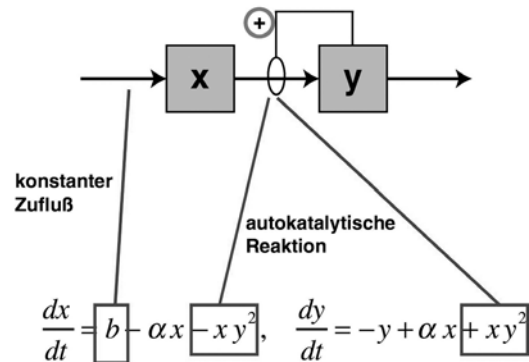 +
x
y
konstanter
Zufluß
autokatalytische
Reaktion
dx/dt = b - αx - xy², dy/dt = -y + αx + xy²